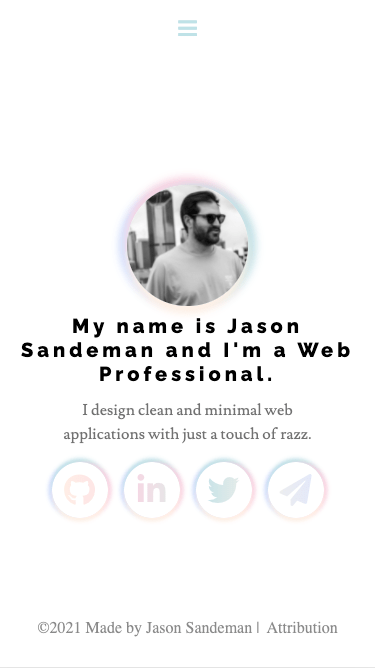 My name is Jason
Sandeman and I'm a Web
Professional.
I design clean and minimal web
applications with just a touch of razz.
in
©2021 Made by Jason Sandeman | Attribution